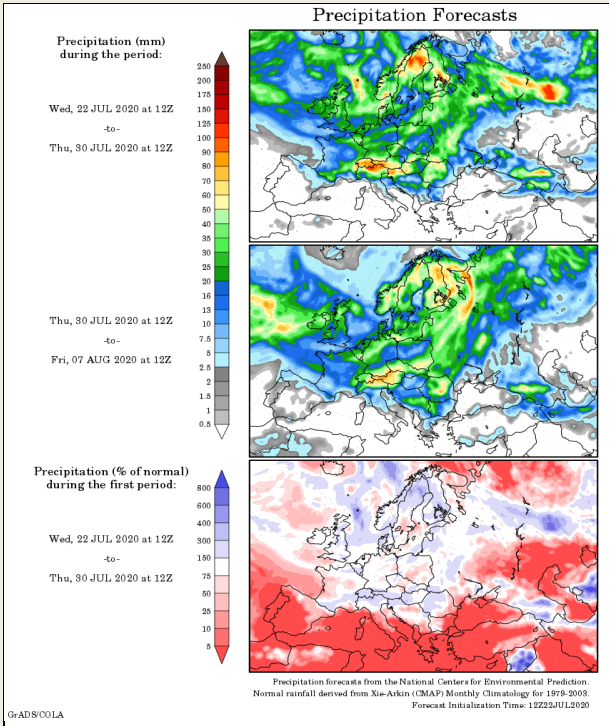 Precipitation Forecasts
Precipitation (mm)
during the period:
Wed, 22 JUL 2020 at 12Z
-to-
Thu, 30 JUL 2020 at 12Z
250
200
175
150
125
100
90
80
70
60
50
40
35
30
25
20
16
13
10
7.5
5
2.5
2
1.5
1
0.5
Thu, 30 JUL 2020 at 12Z
-to-
Fri, 07 AUG 2020 at 12Z
Precipitation (% of normal)
during the first period:
Wed, 22 JUL 2020 at 12Z
-to-
Thu, 30 JUL 2020 at 12Z
800
600
400
300
150
75
50
25
10
5
Precipitation forecasts from the National Centers for Environmental Prediction.
Normal rainfall derived from Xie-Arkin (CMAP) Monthly Climatology for 1979-2003.
Forecast Initialization Time: 12Z22JUL2020
GrADS/COLA